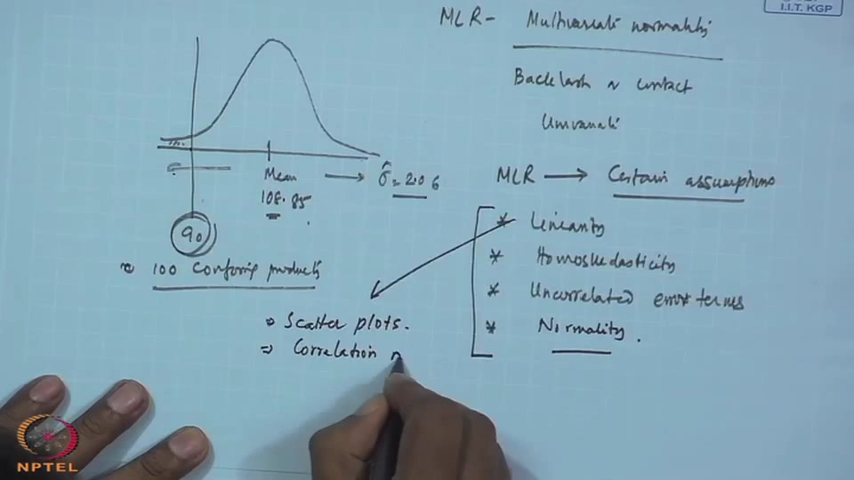 I.I.T. KGP
MLR- Multivariate normality
Backlash ~ contact
Univariate
MLR → Certain assumptions
Mean → σ̂ = 2.06
108.85
90
100 Conforming products
* Linearity
* Homoskedasticity
* Uncorrelated error terms
* Normality.
⇒ Scatter plots.
⇒ Correlation
NPTEL